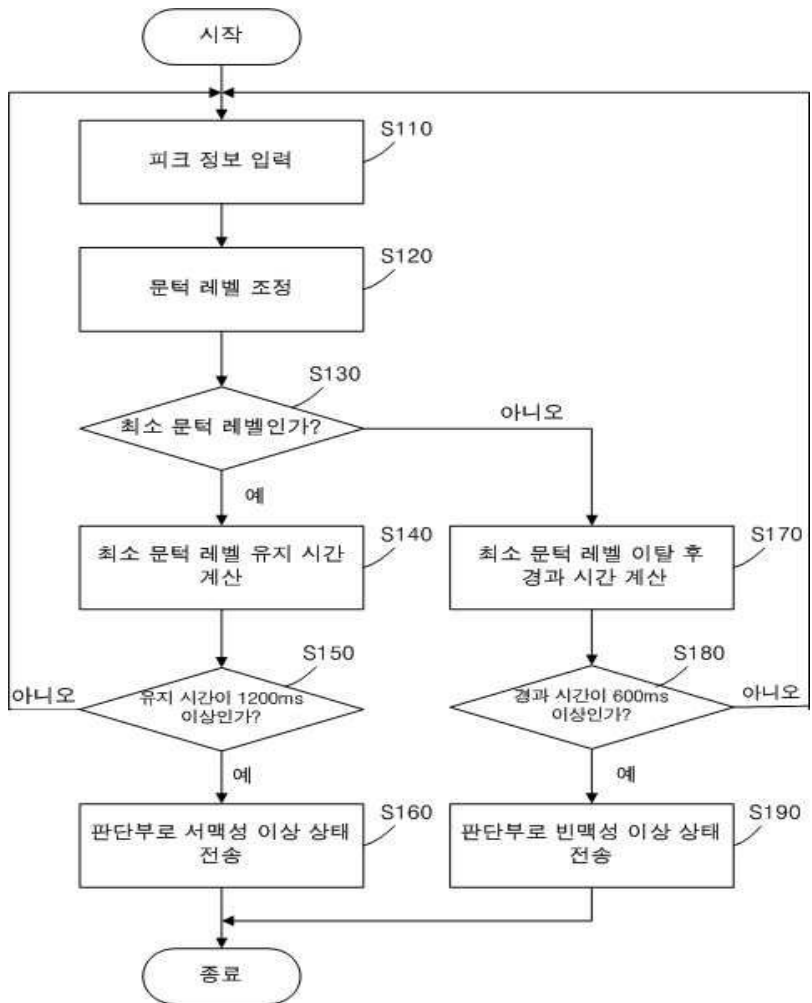 시작
S110
피크 정보 입력
S120
문턱 레벨 조정
S130
최소 문턱 레벨인가?
아니오
예
S140
최소 문턱 레벨 유지 시간
계산
S170
최소 문턱 레벨 이탈 후
경과 시간 계산
S150
유지 시간이 1200ms
이상인가?
아니오
S180
경과 시간이 600ms
이상인가?
아니오
예
예
S160
판단부로 서맥성 이상 상태
전송
S190
판단부로 빈맥성 이상 상태
전송
종료